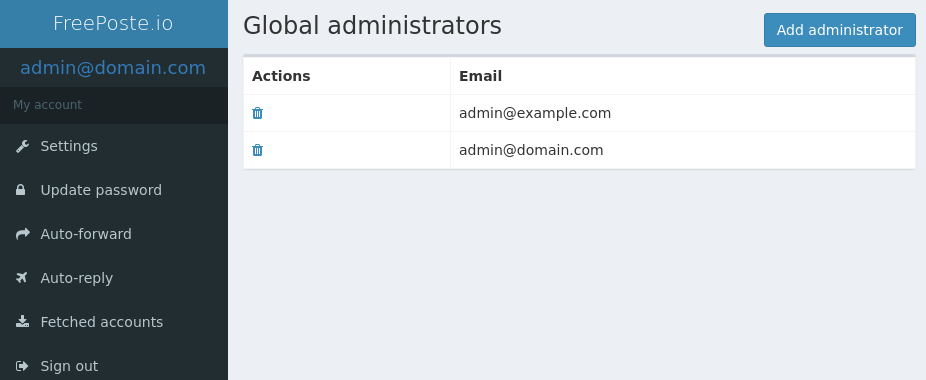 FreePoste.io
admin@domain.com
My account
Settings
Update password
Auto-forward
Auto-reply
Fetched accounts
Sign out
Global administrators
Add administrator
Actions Email
admin@example.com
admin@domain.com